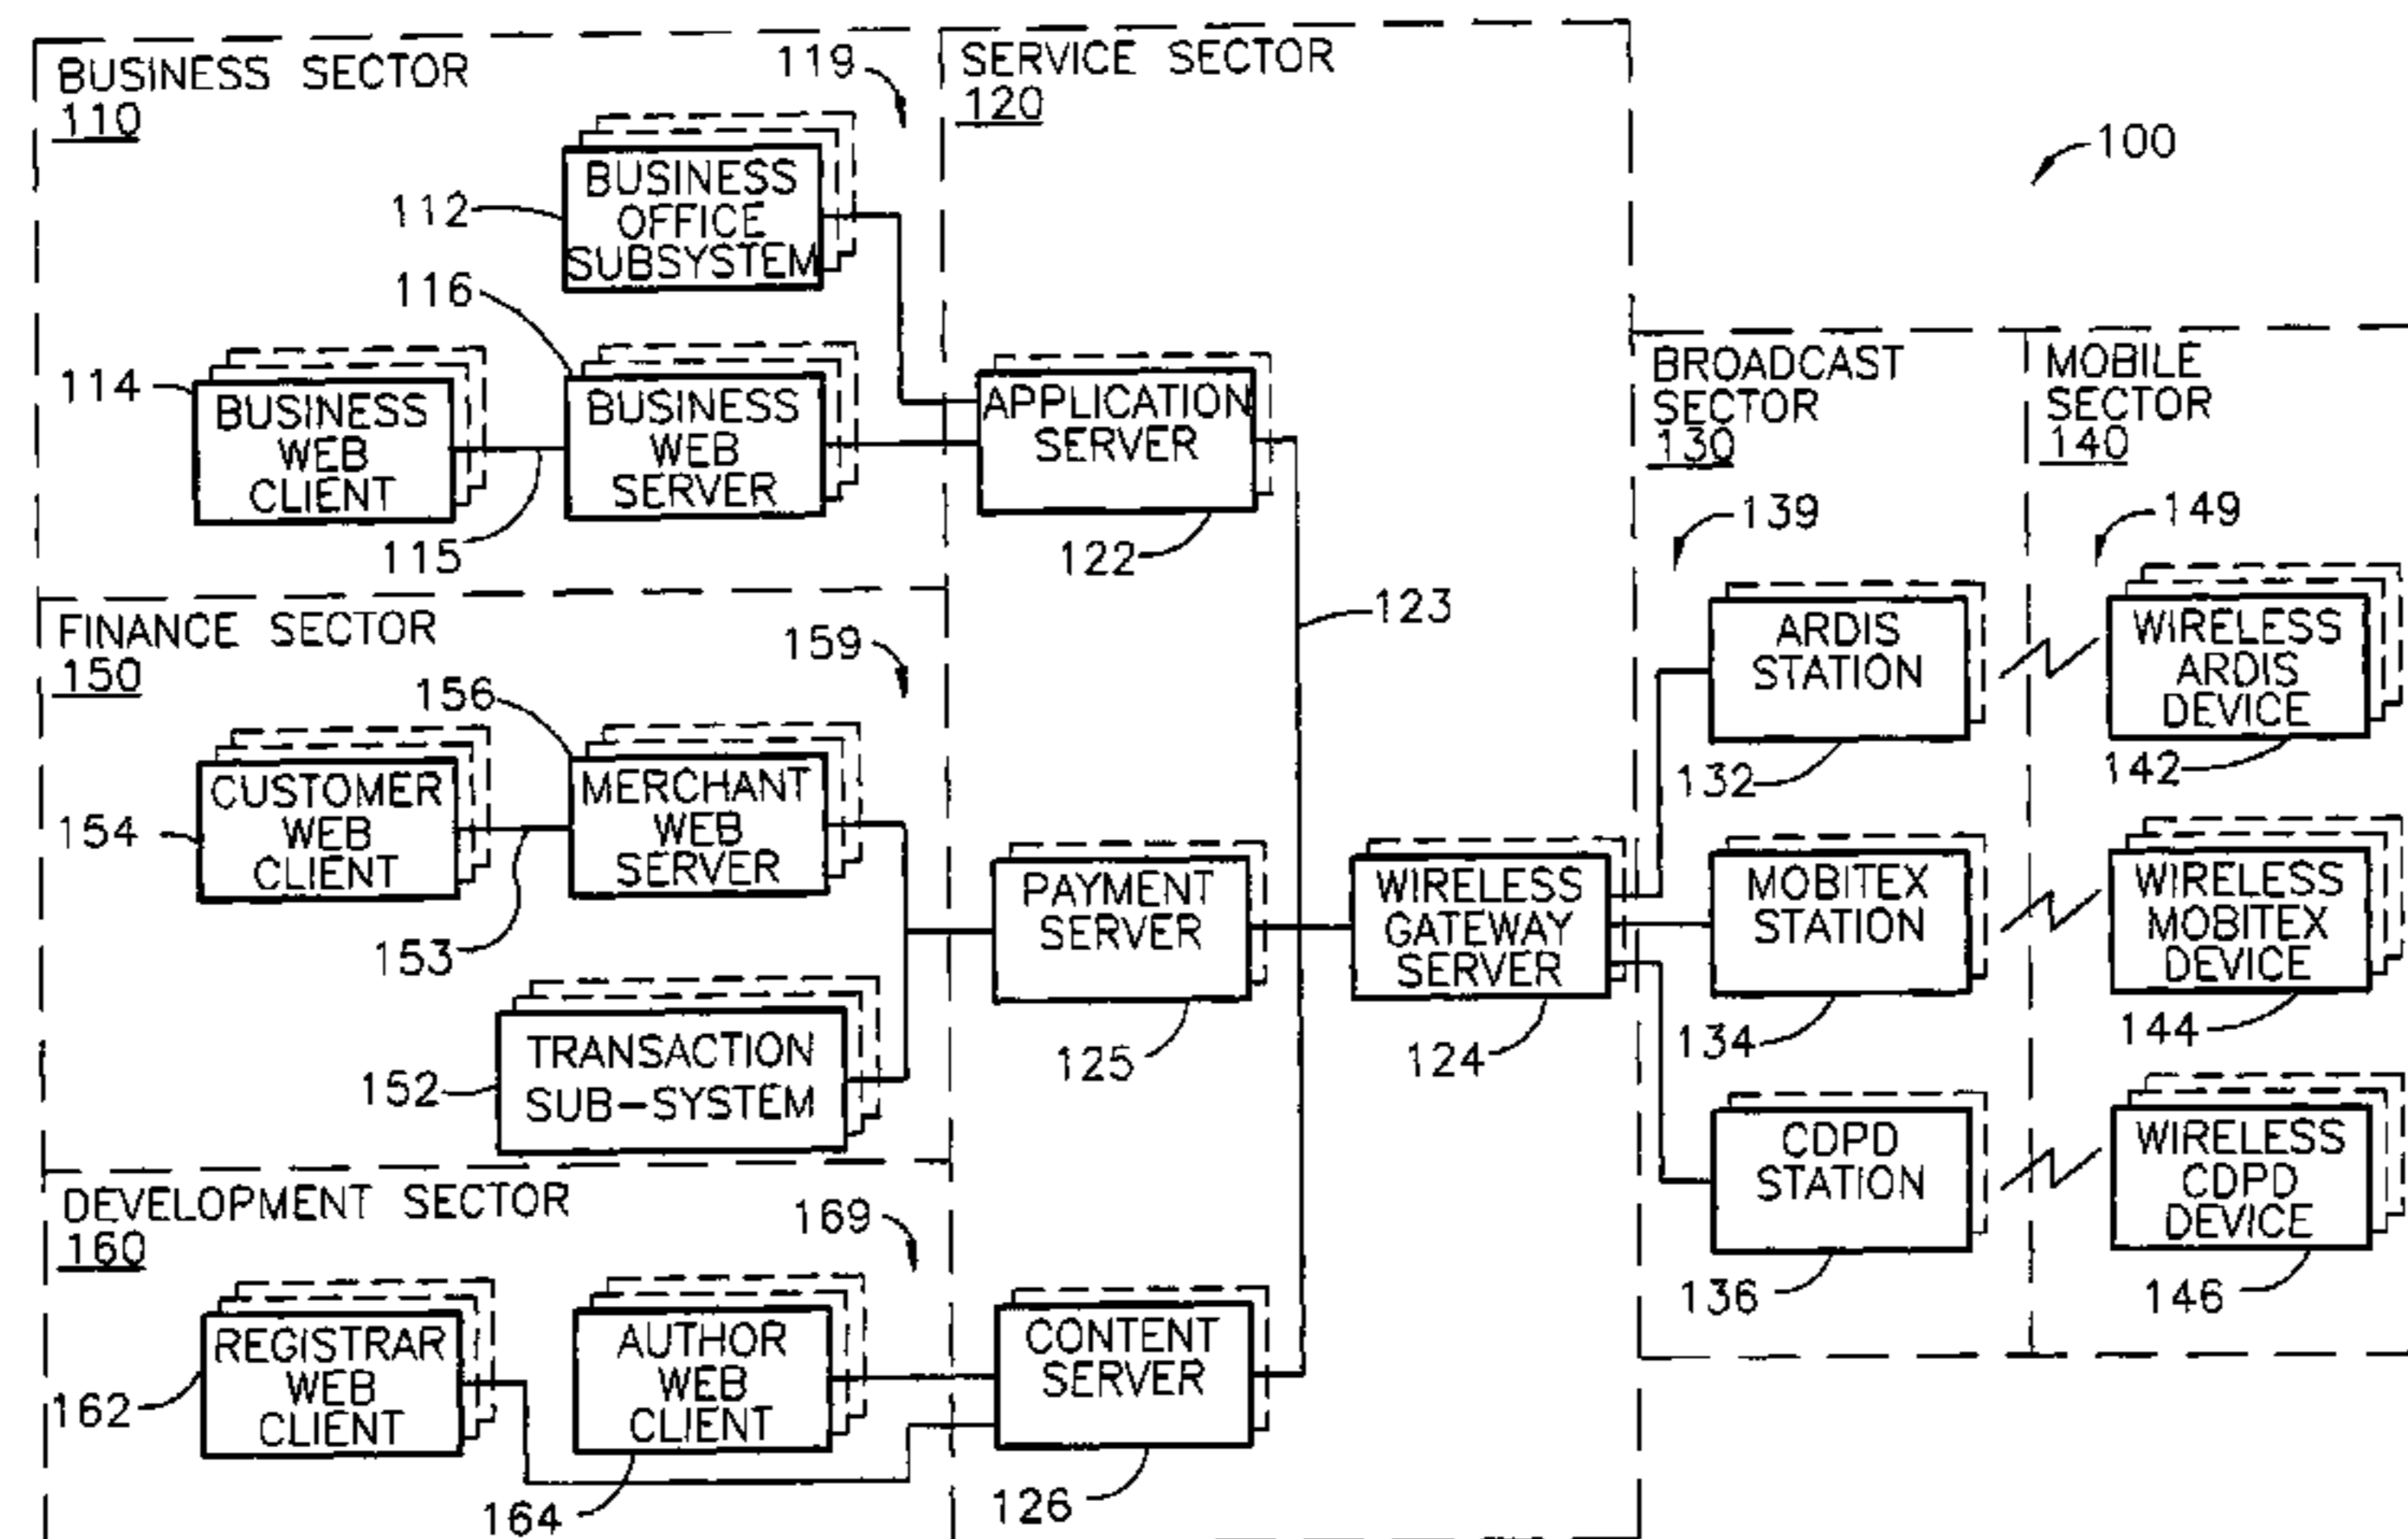 BUSINESS SECTOR
110
119
BUSINESS
OFFICE
SUBSYSTEM
112
116
114
BUSINESS
WEB
CLIENT
BUSINESS
WEB
SERVER
115
SERVICE SECTOR
120
APPLICATION
SERVER
122
123
100
FINANCE SECTOR
150
159
156
154
CUSTOMER
WEB
CLIENT
MERCHANT
WEB
SERVER
153
152
TRANSACTION
SUB-SYSTEM
PAYMENT
SERVER
125
WIRELESS
GATEWAY
SERVER
124
DEVELOPMENT SECTOR
160
169
162
REGISTRAR
WEB
CLIENT
AUTHOR
WEB
CLIENT
164
CONTENT
SERVER
126
BROADCAST
SECTOR
130
139
ARDIS
STATION
132
MOBITEX
STATION
134
CDPD
STATION
136
MOBILE
SECTOR
140
149
WIRELESS
ARDIS
DEVICE
142
WIRELESS
MOBITEX
DEVICE
144
WIRELESS
CDPD
DEVICE
146